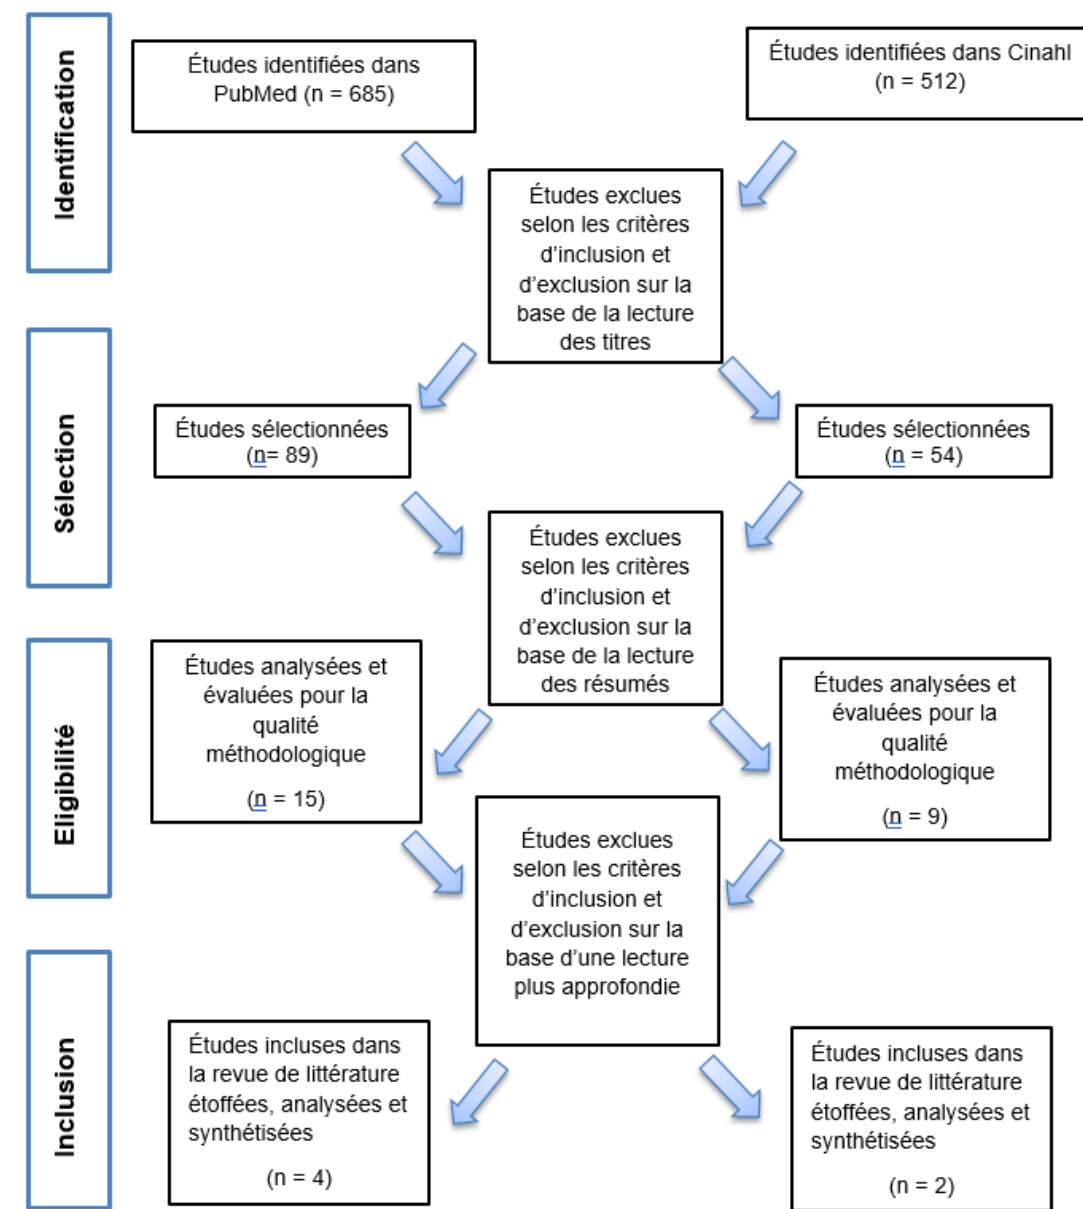 Identification
Études identifiées dans
PubMed (n = 685)
Études identifiées dans Cinahl
(n = 512)
Études exclues
selon les critères
d’inclusion et
d’exclusion sur la
base de la lecture
des titres
Sélection
Études sélectionnées
(n= 89)
Études sélectionnées
(n = 54)
Études exclues
selon les critères
d’inclusion et
d’exclusion sur la
base de la lecture
des résumés
Eligibilité
Études analysées et
évaluées pour la
qualité
méthodologique
(n = 15)
Études analysées et
évaluées pour la
qualité
méthodologique
(n = 9)
Études exclues
selon les critères
d’inclusion et
d’exclusion sur la
base d’une lecture
plus approfondie
Inclusion
Études incluses dans
la revue de littérature
étoffées, analysées et
synthétisées
(n = 4)
Études incluses dans
la revue de littérature
étoffées, analysées et
synthétisées
(n = 2)